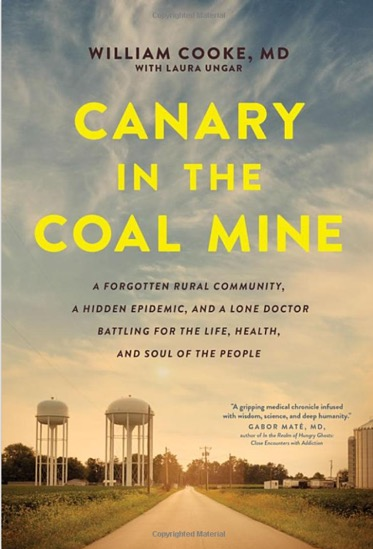 Copyrighted Material
WILLIAM COOKE, MD
WITH LAURA UNGAR
CANARY
IN THE
COAL MINE
A FORGOTTEN RURAL COMMUNITY,
A HIDDEN EPIDEMIC, AND A LONE DOCTOR
BATTLING FOR THE LIFE, HEALTH,
AND SOUL OF THE PEOPLE
"A gripping medical chronicle infused
with wisdom, science, and deep humanity."
GABOR MATÉ, MD,
author of In the Realm of Hungry Ghosts:
Close Encounters with Addiction
Copyrighted Material